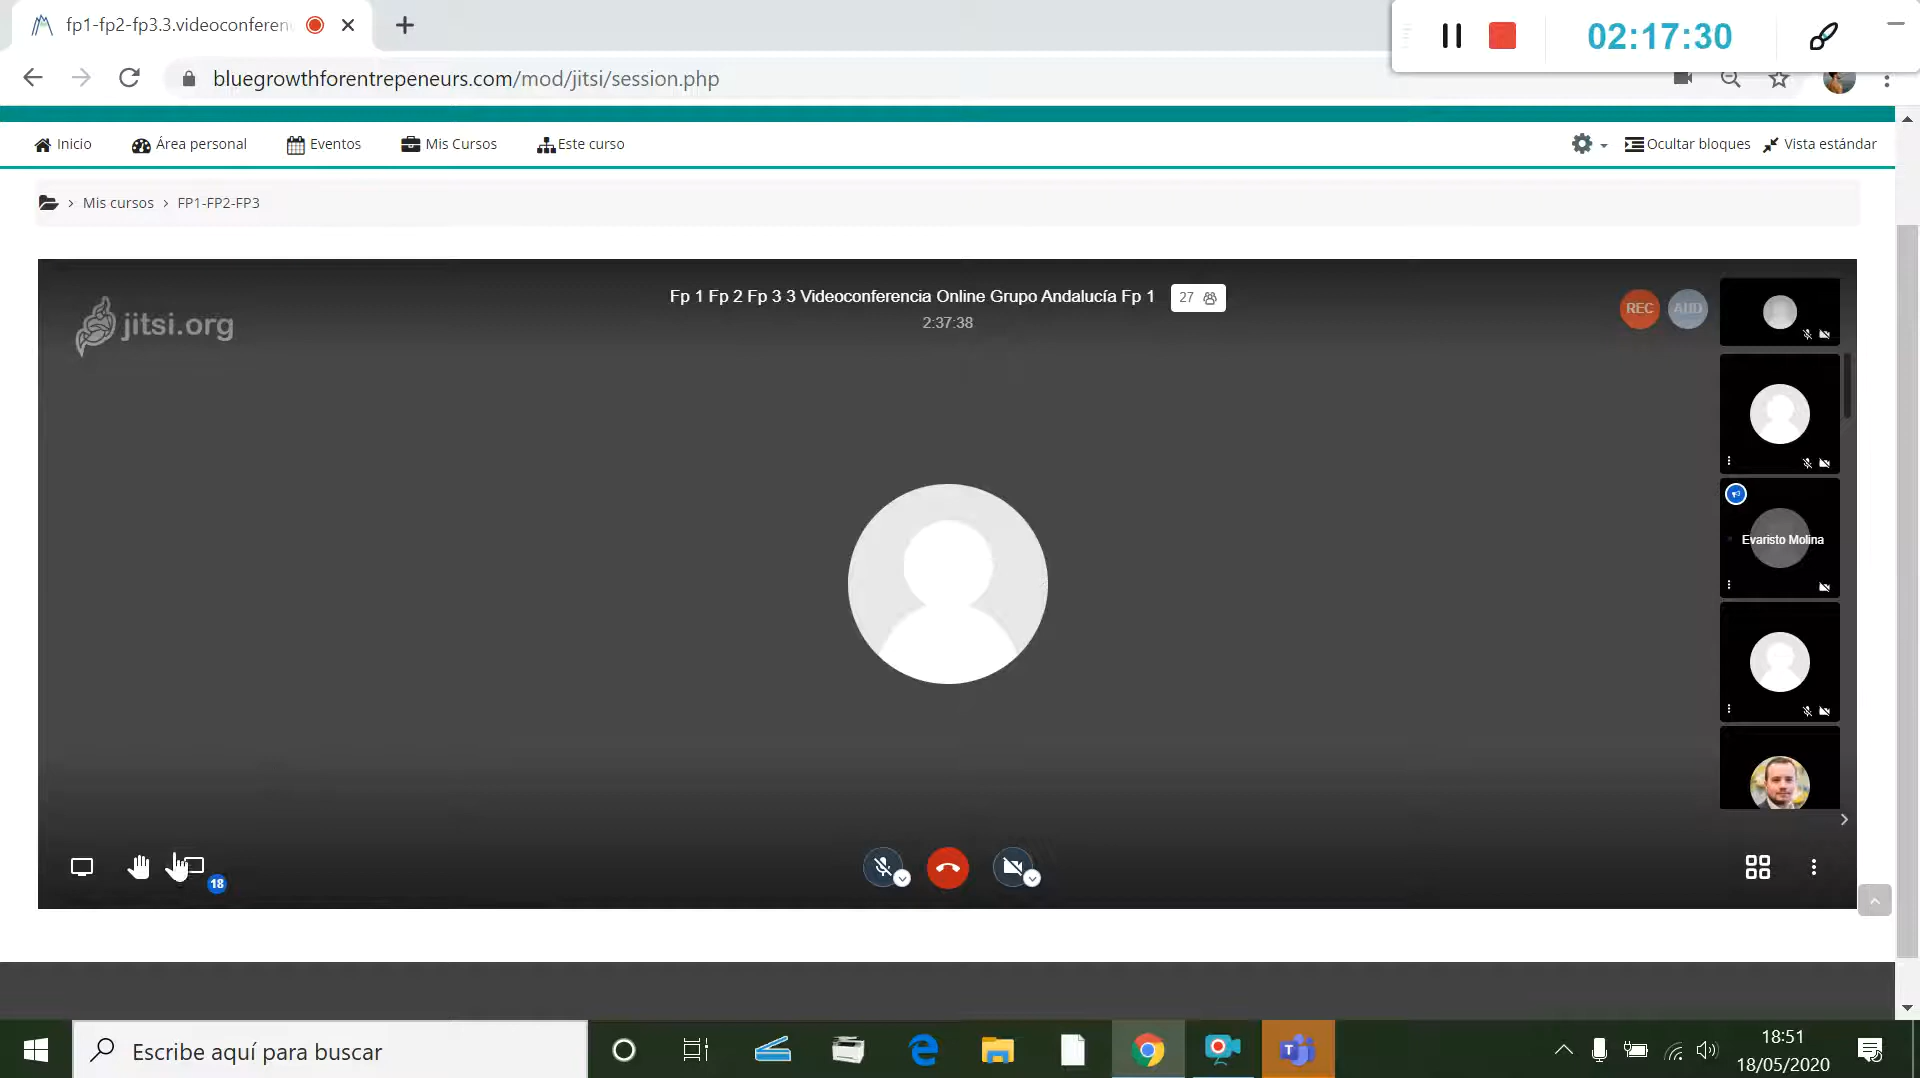 fp1-fp2-fp3.3.videoconferen
02:17:30
bluegrowthforentrepeneurs.com/mod/jitsi/session.php
Inicio
Área personal
Eventos
Mis Cursos
Este curso
Ocultar bloques
Vista estándar
> Mis cursos > FP1-FP2-FP3
jitsi.org
Fp 1 Fp 2 Fp 3 3 Videoconferencia Online Grupo Andalucía Fp 1
27
2:37:38
REC
AUD
Evaristo Molina
18
Escribe aquí para buscar
18:51
18/05/2020